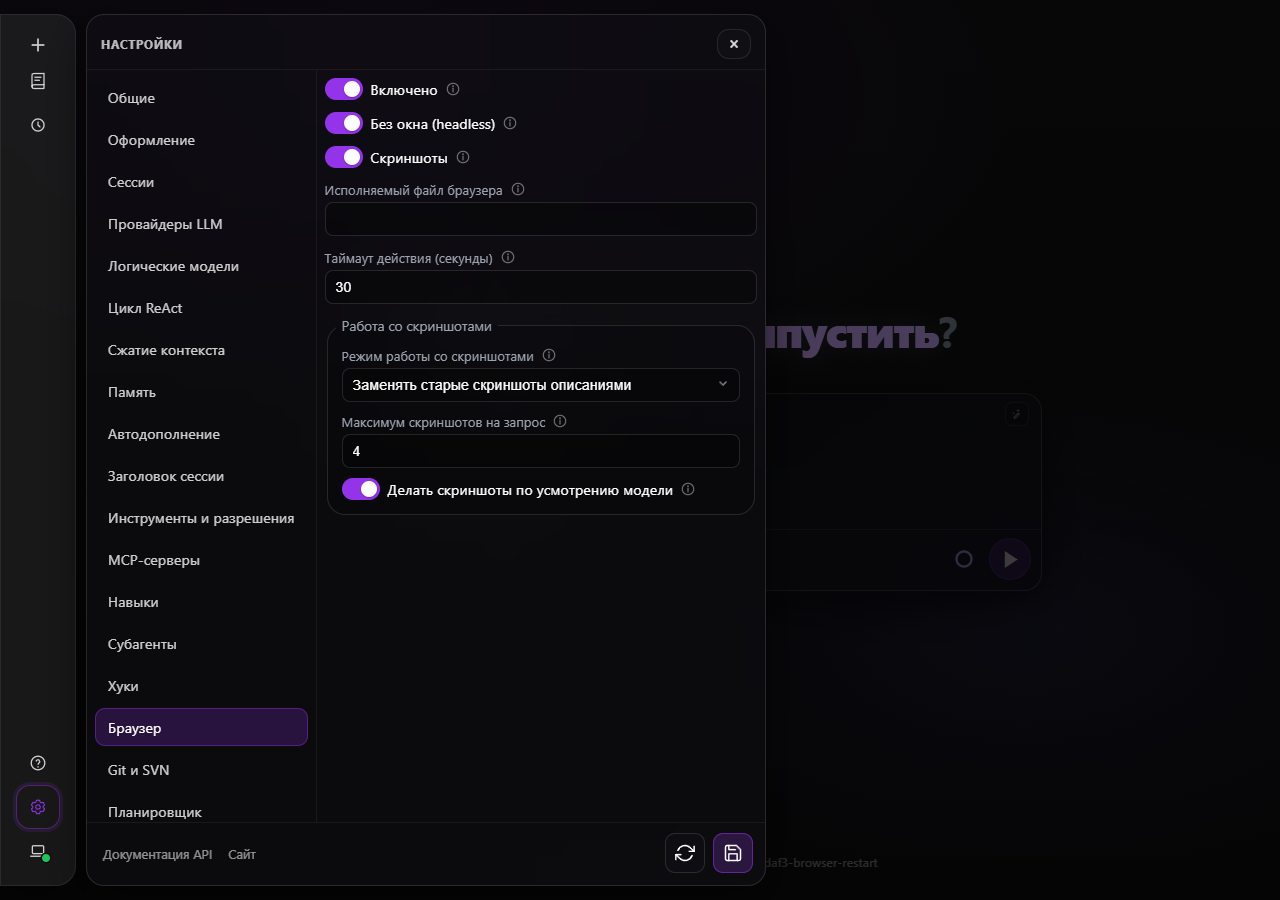 НАСТРОЙКИ
Общие
Оформление
Сессии
Провайдеры LLM
Логические модели
Цикл ReAct
Сжатие контекста
Память
Автодополнение
Заголовок сессии
Инструменты и разрешения
MCP-серверы
Навыки
Субагенты
Хуки
Браузер
Git и SVN
Планировщик
Включено
Без окна (headless)
Скриншоты
Исполняемый файл браузера
Таймаут действия (секунды)
30
Работа со скриншотами
Режим работы со скриншотами
Заменять старые скриншоты описаниями
Максимум скриншотов на запрос
4
Делать скриншоты по усмотрению модели
Документация API
Сайт
?
daf3-browser-restart